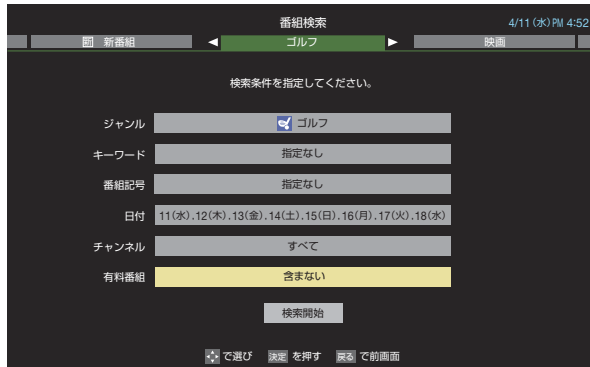 番組検索 4/11 (水) PM 4:52
新番組 ◀ ゴルフ ▶ 映画
検索条件を指定してください。
ジャンル ゴルフ
キーワード 指定なし
番組記号 指定なし
日付 11(水).12(木).13(金).14(土).15(日).16(月).17(火).18(水)
チャンネル すべて
有料番組 含まない
検索開始
で選び 決定 を押す 戻る で前画面